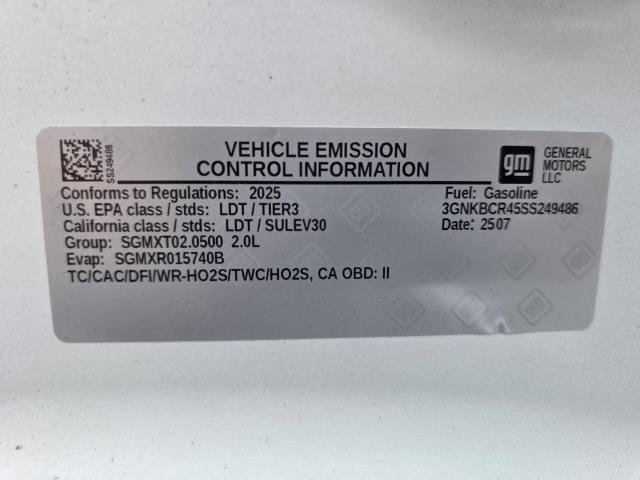 SS249486
VEHICLE EMISSION
CONTROL INFORMATION
gm
GENERAL
MOTORS
LLC
Conforms to Regulations: 2025
U.S. EPA class / stds: LDT / TIER3
California class / stds: LDT / SULEV30
Group: SGMXT02.0500 2.0L
Evap: SGMXR015740B
TC/CAC/DFI/WR-HO2S/TWC/HO2S, CA OBD: II
Fuel: Gasoline
3GNKBCR45SS249486
Date: 2507